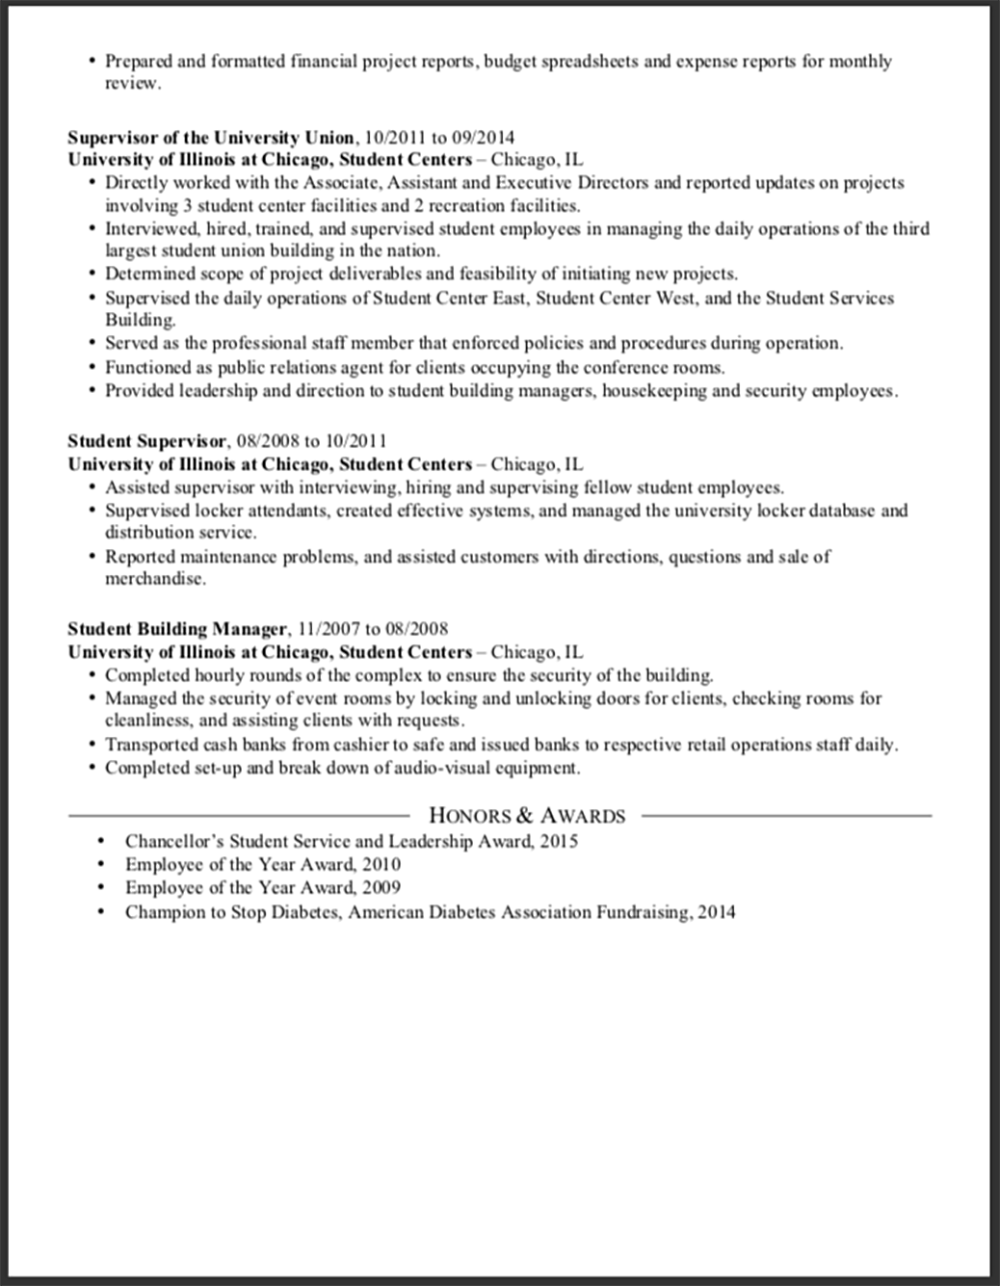 • Prepared and formatted financial project reports, budget spreadsheets and expense reports for monthly
review.
Supervisor of the University Union, 10/2011 to 09/2014
University of Illinois at Chicago, Student Centers – Chicago, IL
• Directly worked with the Associate, Assistant and Executive Directors and reported updates on projects
involving 3 student center facilities and 2 recreation facilities.
• Interviewed, hired, trained, and supervised student employees in managing the daily operations of the third
largest student union building in the nation.
• Determined scope of project deliverables and feasibility of initiating new projects.
• Supervised the daily operations of Student Center East, Student Center West, and the Student Services
Building.
• Served as the professional staff member that enforced policies and procedures during operation.
• Functioned as public relations agent for clients occupying the conference rooms.
• Provided leadership and direction to student building managers, housekeeping and security employees.
Student Supervisor, 08/2008 to 10/2011
University of Illinois at Chicago, Student Centers – Chicago, IL
• Assisted supervisor with interviewing, hiring and supervising fellow student employees.
• Supervised locker attendants, created effective systems, and managed the university locker database and
distribution service.
• Reported maintenance problems, and assisted customers with directions, questions and sale of
merchandise.
Student Building Manager, 11/2007 to 08/2008
University of Illinois at Chicago, Student Centers – Chicago, IL
• Completed hourly rounds of the complex to ensure the security of the building.
• Managed the security of event rooms by locking and unlocking doors for clients, checking rooms for
cleanliness, and assisting clients with requests.
• Transported cash banks from cashier to safe and issued banks to respective retail operations staff daily.
• Completed set-up and break down of audio-visual equipment.
HONORS & AWARDS
• Chancellor's Student Service and Leadership Award, 2015
• Employee of the Year Award, 2010
• Employee of the Year Award, 2009
• Champion to Stop Diabetes, American Diabetes Association Fundraising, 2014